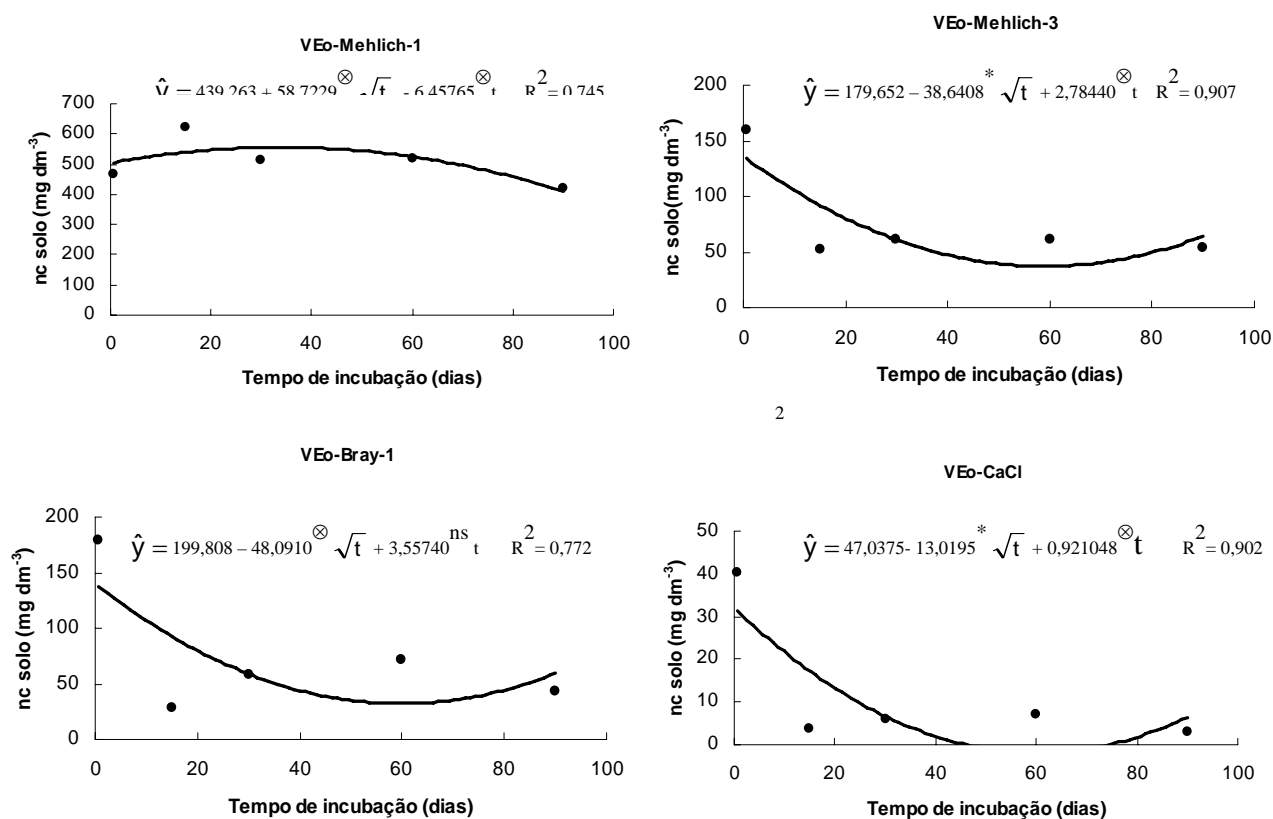 VEo-Mehlich-1
ŷ = 439,263 + 58,7229⊗ √t - 6,45765⊗ t R² = 0,745
nc solo (mg dm-3)
700
600
500
400
300
200
100
0
0 20 40 60 80 100
Tempo de incubação (dias)
VEo-Mehlich-3
ŷ = 179,652 – 38,6408* √t + 2,78440⊗ t R² = 0,907
nc solo(mg dm-3)
200
150
100
50
0
0 20 40 60 80 100
Tempo de incubação (dias)
2
VEo-Bray-1
ŷ = 199,808 – 48,0910⊗ √t + 3,55740ns t R² = 0,772
nc solo (mg dm-3)
200
150
100
50
0
0 20 40 60 80 100
Tempo de incubação (dias)
VEo-CaCl
ŷ = 47,0375- 13,0195* √t + 0,921048⊗t R² = 0,902
nc solo (mg dm-3)
50
40
30
20
10
0
0 20 40 60 80 100
Tempo de incubação (dias)